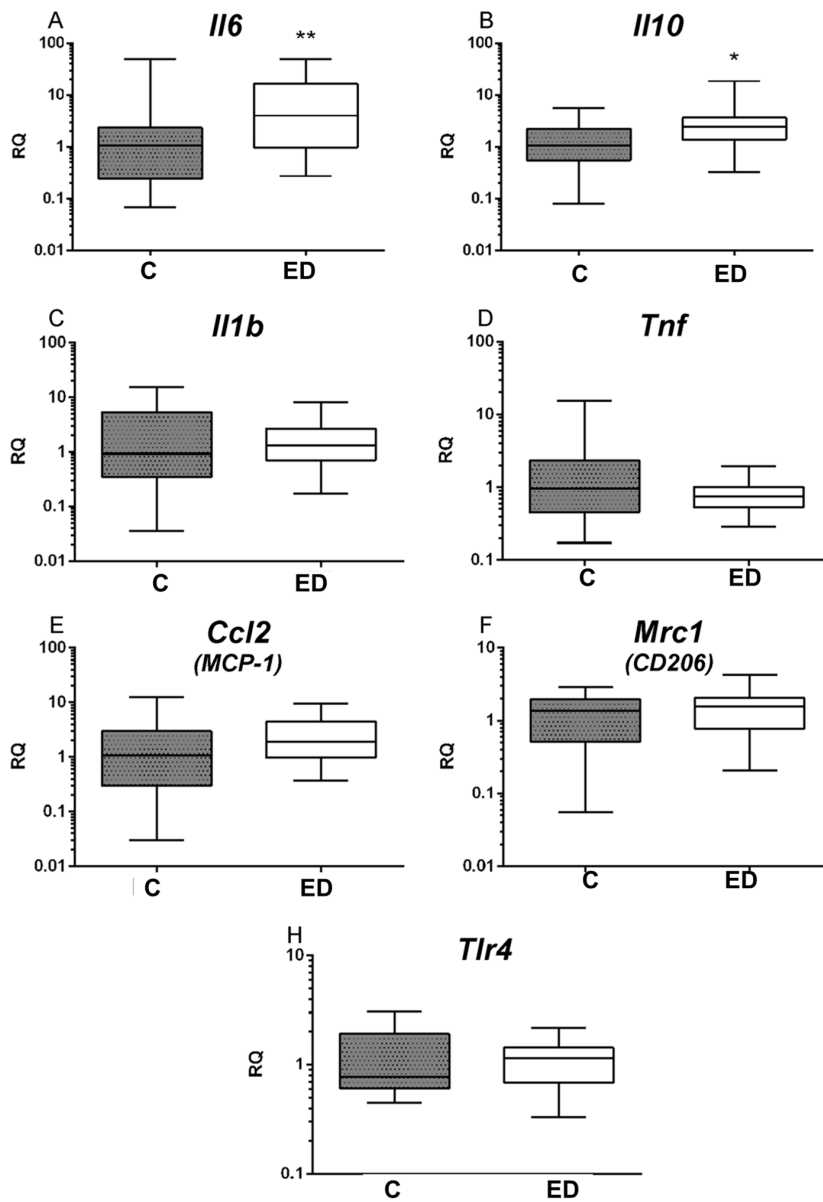 A
Il6
**
100
10
1
0.1
0.01
RQ
C
ED
B
Il10
*
100
10
1
0.1
0.01
RQ
C
ED
C
Il1b
100
10
1
0.1
0.01
RQ
C
ED
D
Tnf
100
10
1
0.1
RQ
C
ED
E
Ccl2
(MCP-1)
100
10
1
0.1
0.01
RQ
C
ED
F
Mrc1
(CD206)
10
1
0.1
0.01
RQ
C
ED
H
Tlr4
10
1
0.1
RQ
C
ED